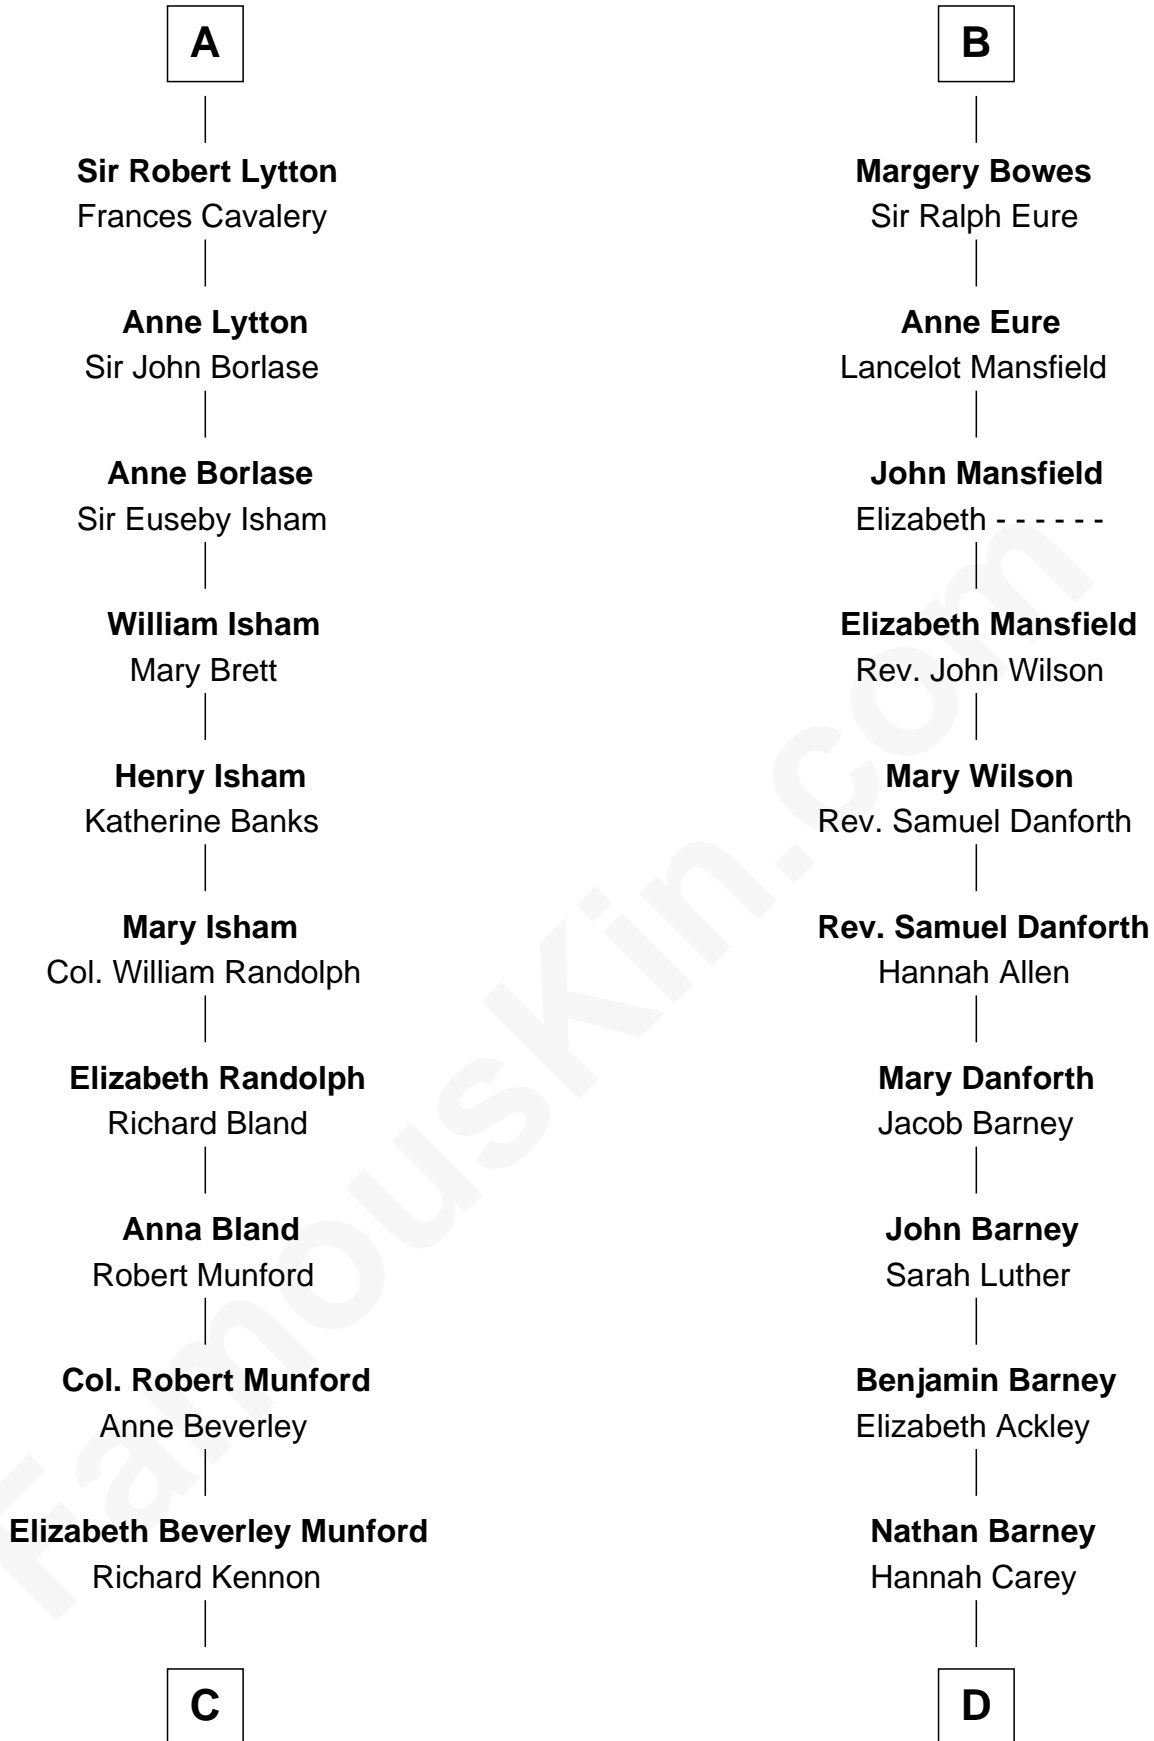 A
Sir Robert Lytton
Frances Cavalery
Anne Lytton
Sir John Borlase
Anne Borlase
Sir Euseby Isham
William Isham
Mary Brett
Henry Isham
Katherine Banks
Mary Isham
Col. William Randolph
Elizabeth Randolph
Richard Bland
Anna Bland
Robert Munford
Col. Robert Munford
Anne Beverley
Elizabeth Beverley Munford
Richard Kennon
C
B
Margery Bowes
Sir Ralph Eure
Anne Eure
Lancelot Mansfield
John Mansfield
Elizabeth - - - - - -
Elizabeth Mansfield
Rev. John Wilson
Mary Wilson
Rev. Samuel Danforth
Rev. Samuel Danforth
Hannah Allen
Mary Danforth
Jacob Barney
John Barney
Sarah Luther
Benjamin Barney
Elizabeth Ackley
Nathan Barney
Hannah Carey
D
FamousKin.com